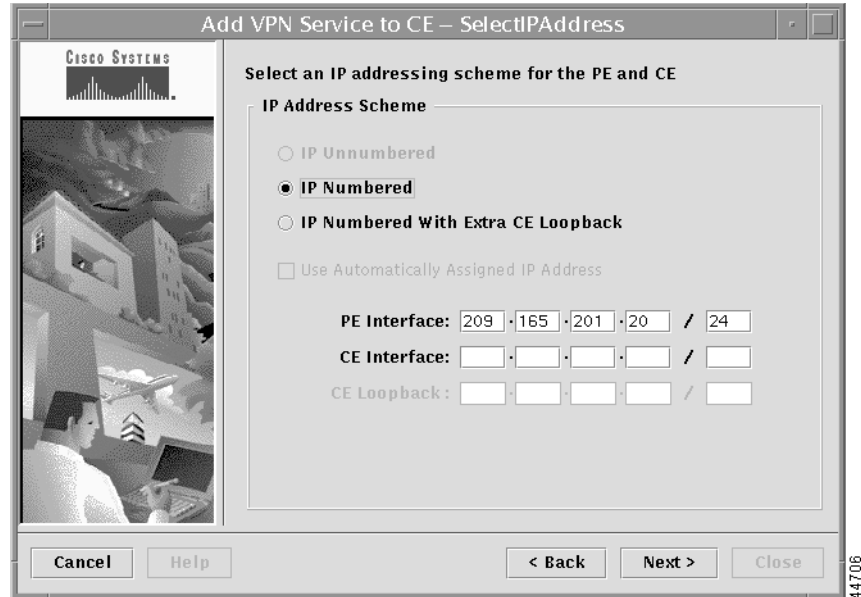 Add VPN Service to CE – SelectIPAddress
CISCO SYSTEMS
Select an IP addressing scheme for the PE and CE
IP Address Scheme
IP Unnumbered
IP Numbered
IP Numbered With Extra CE Loopback
Use Automatically Assigned IP Address
PE Interface: 209 . 165 . 201 . 20 / 24
CE Interface: . . . /
CE Loopback: . . . /
Cancel Help < Back Next > Close
44706